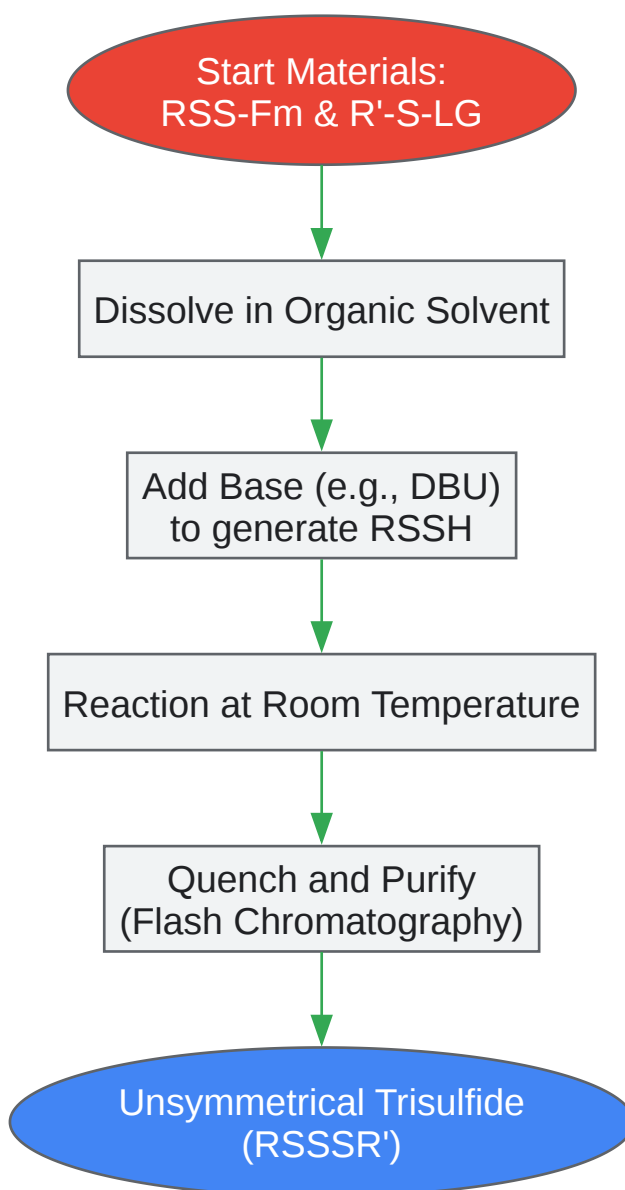 Start Materials:
RSS-Fm & R'-S-LG
Dissolve in Organic Solvent
Add Base (e.g., DBU)
to generate RSSH
Reaction at Room Temperature
Quench and Purify
(Flash Chromatography)
Unsymmetrical Trisulfide
(RSSSR')